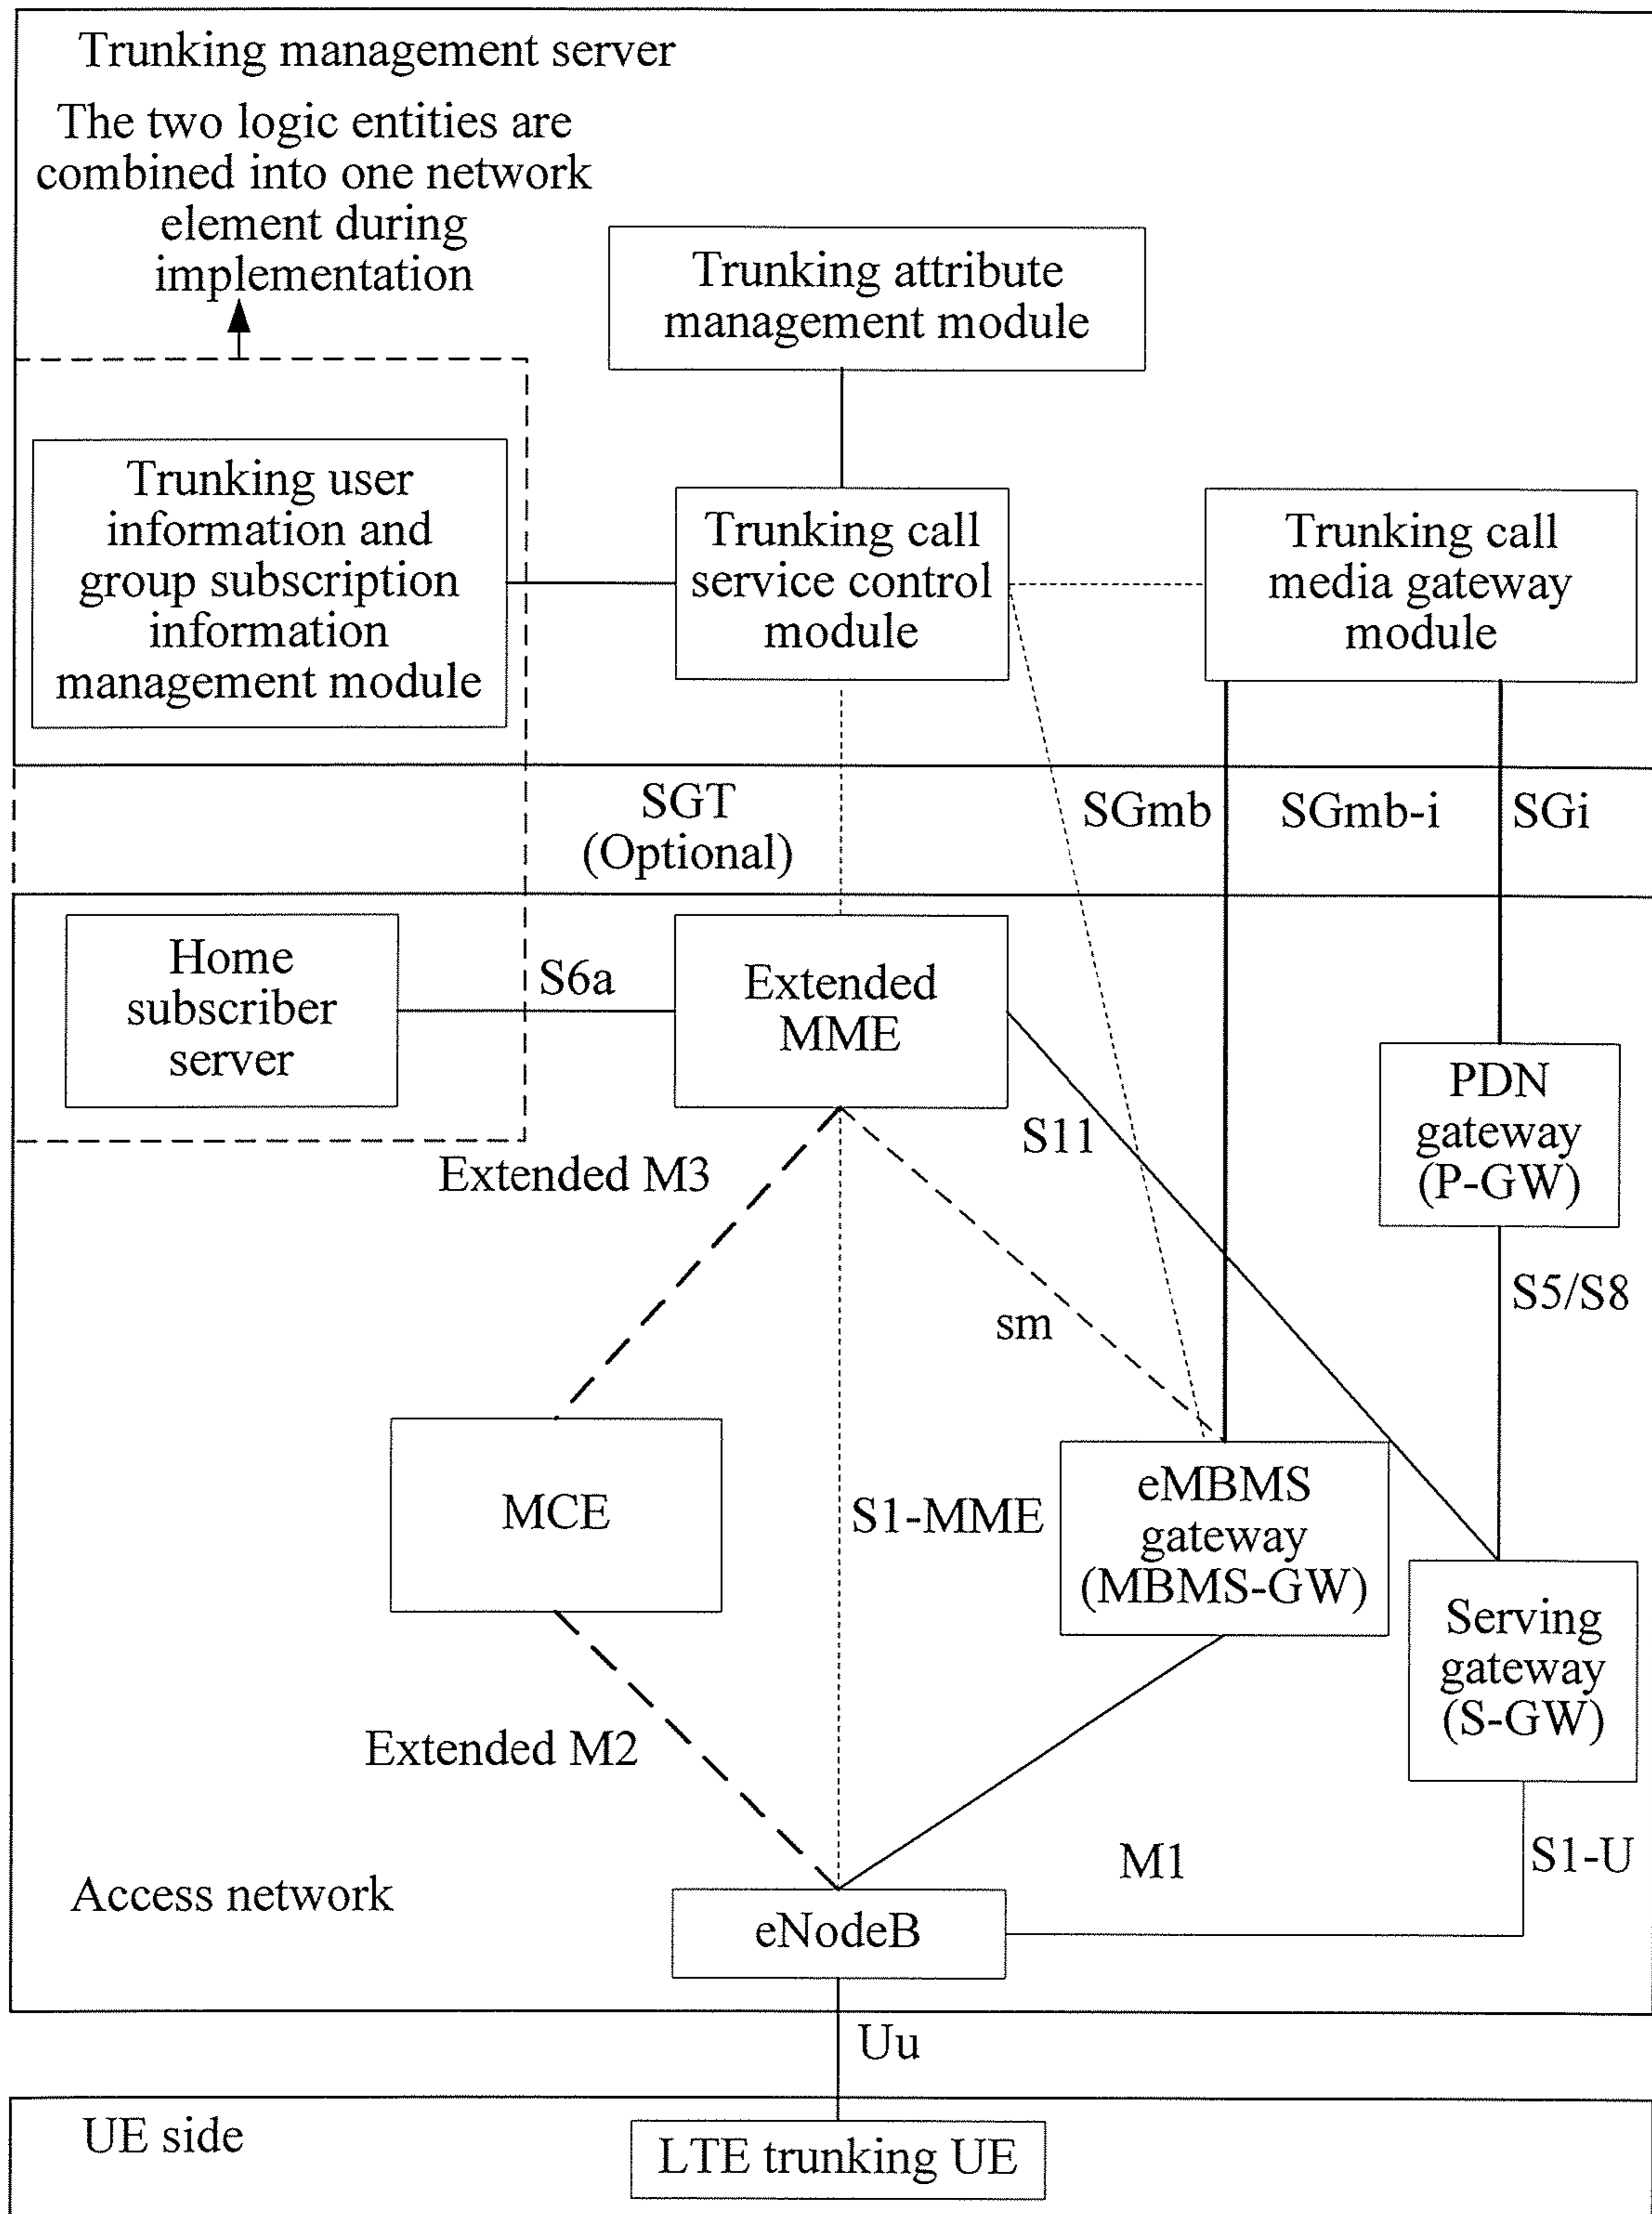 Trunking management server
The two logic entities are
combined into one network
element during
implementation
Trunking attribute
management module
Trunking user
information and
group subscription
information
management module
Trunking call
service control
module
Trunking call
media gateway
module
SGT
(Optional)
SGmb
SGmb-i
SGi
Home
subscriber
server
S6a
Extended
MME
PDN
gateway
(P-GW)
S11
Extended M3
S5/S8
sm
MCE
S1-MME
eMBMS
gateway
(MBMS-GW)
Serving
gateway
(S-GW)
Extended M2
M1
S1-U
Access network
eNodeB
Uu
UE side
LTE trunking UE